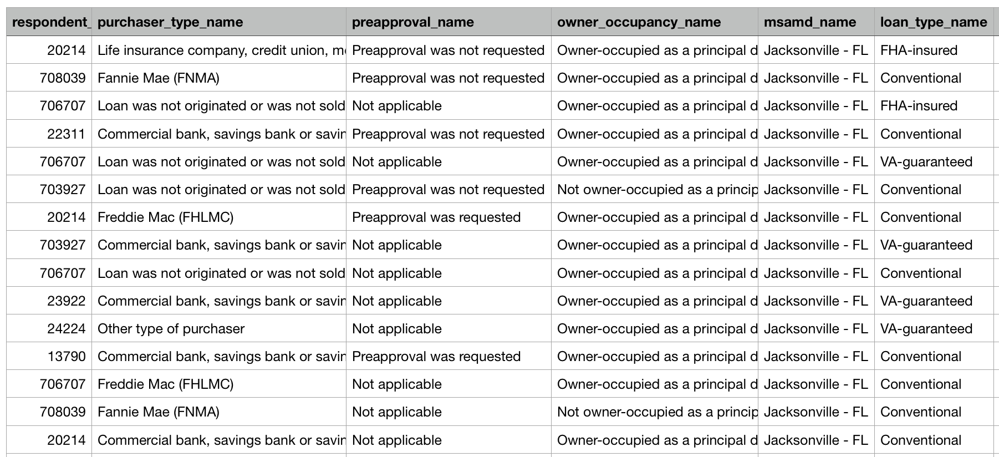 respondent_ purchaser_type_name preapproval_name owner_occupancy_name msamd_name loan_type_name
20214 Life insurance company, credit union, Preapproval was not requested Owner-occupied as a principal Jacksonville - FL FHA-insured
708039 Fannie Mae (FNMA) Preapproval was not requested Owner-occupied as a principal Jacksonville - FL Conventional
706707 Loan was not originated or was not sold Not applicable Owner-occupied as a principal Jacksonville - FL FHA-insured
22311 Commercial bank, savings bank or savin Preapproval was not requested Owner-occupied as a principal d Jacksonville - FL Conventional
706707 Loan was not originated or was not sold Not applicable Owner-occupied as a principal d Jacksonville - FL VA-guaranteed
703927 Loan was not originated or was not sold Preapproval was not requested Not owner-occupied as a princip Jacksonville - FL Conventional
20214 Freddie Mac (FHLMC) Preapproval was requested Owner-occupied as a principal d Jacksonville - FL Conventional
703927 Commercial bank, savings bank or savin Not applicable Owner-occupied as a principal d Jacksonville - FL VA-guaranteed
706707 Loan was not originated or was not sold Not applicable Owner-occupied as a principal d Jacksonville - FL Conventional
23922 Commercial bank, savings bank or savin Not applicable Owner-occupied as a principal d Jacksonville - FL VA-guaranteed
24224 Other type of purchaser Not applicable Owner-occupied as a principal d Jacksonville - FL VA-guaranteed
13790 Commercial bank, savings bank or savin Preapproval was requested Owner-occupied as a principal d Jacksonville - FL Conventional
706707 Freddie Mac (FHLMC) Not applicable Owner-occupied as a principal d Jacksonville - FL Conventional
708039 Fannie Mae (FNMA) Not applicable Not owner-occupied as a princip Jacksonville - FL Conventional
20214 Commercial bank, savings bank or savin Not applicable Owner-occupied as a principal d Jacksonville - FL Conventional